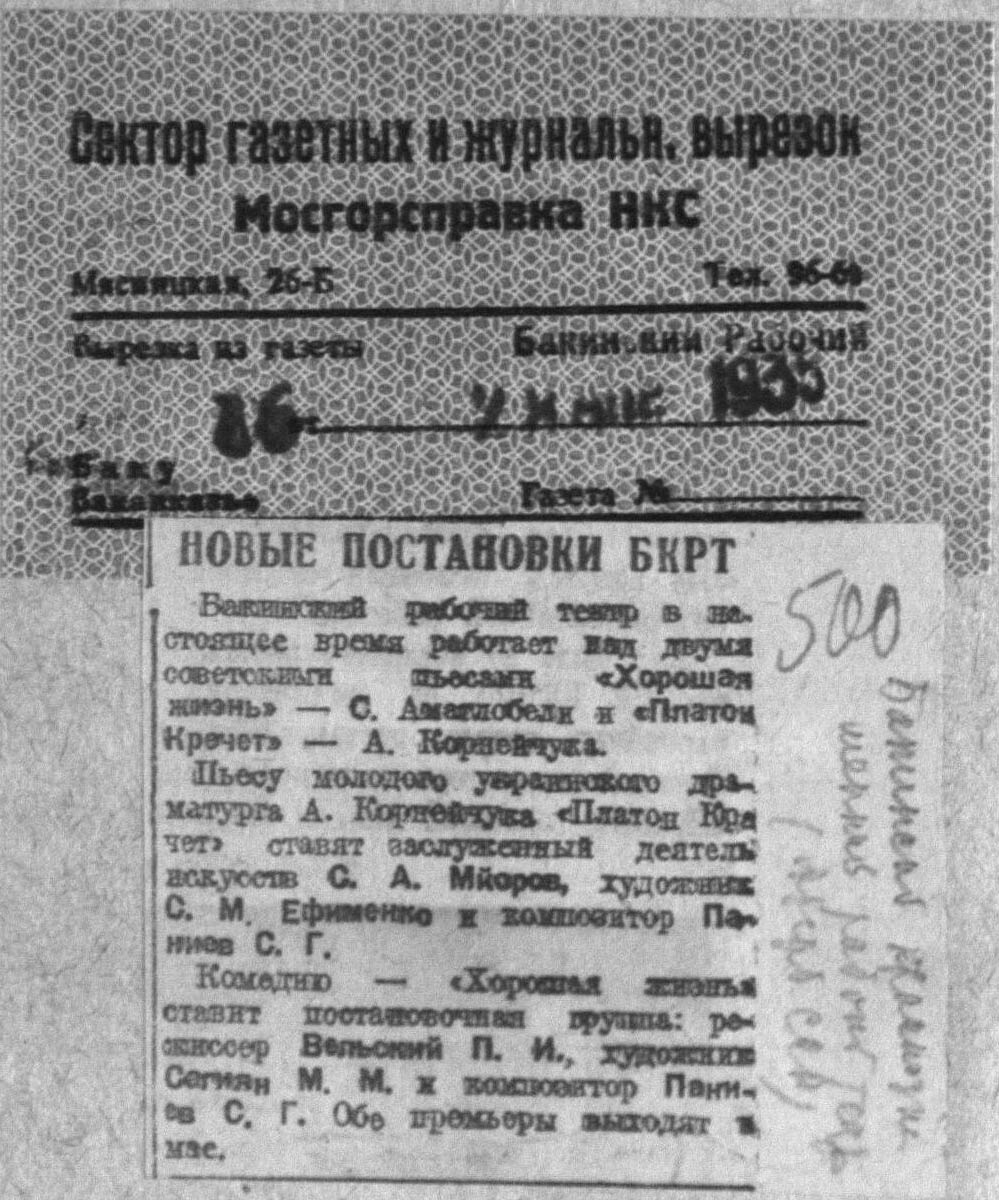 Сектор газетных и журнальн. вырезок
Мосгорсправка НКС
Мясницкая, 26-Б Тел. 96-69
Вырезка из газеты Бакинский Рабочий
16 1935
Баку
Газета №
НОВЫЕ ПОСТАНОВКИ БКРТ
Бакинский рабочий театр в на-
стоящее время работает над двумя
советскими пьесами «Хорошая
жизнь» — С. Амаглобели и «Платон
Кречет» — А. Корнейчука.
Пьесу молодого украинского дра-
матурга А. Корнейчука «Платон Кре
чет» ставят заслуженный деятель
искусств С. А. Майоров, художник
С. М. Ефименко и композитор Па-
ниев С. Г.
Комедию — «Хорошая жизнь»
ставит постановочная группа: ре-
жиссер Вельский П. И., художник
Сагиян М. М. и композитор Пани-
ев С. Г. Обе премьеры выходят в
мае.
500
рабочий театр